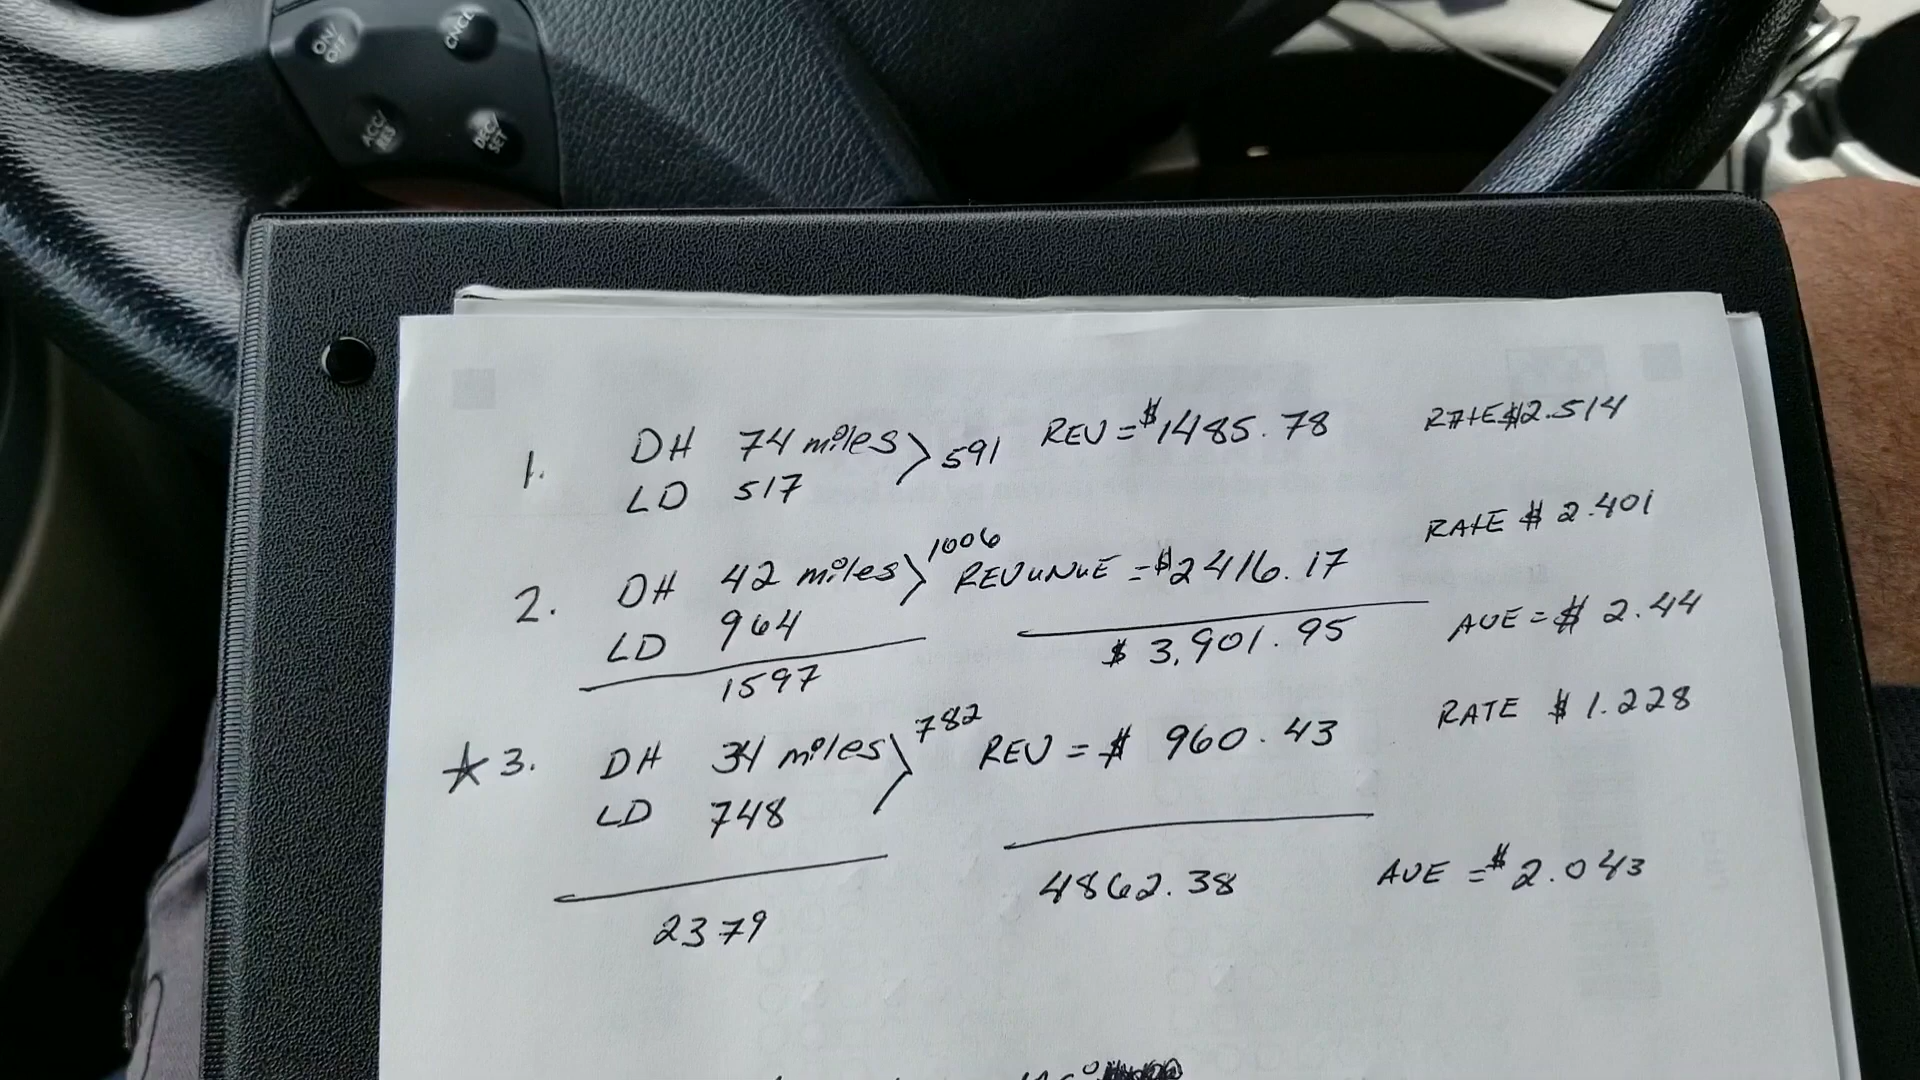 ON/OFF
CNCL
ACC/RES
DEC/SET
1. DH 74 miles > 591 REV = $1485.78 RATE $2.514
LD 517
2. DH 42 miles > 1006 REVUNUE = $2416.17 RATE $ 2.401
LD 964
1597 $ 3,901.95 AVE = $ 2.44
★ 3. DH 34 miles > 782 REV = $ 960.43 RATE $ 1.228
LD 748
2379 4862.38 AVE = $2.043